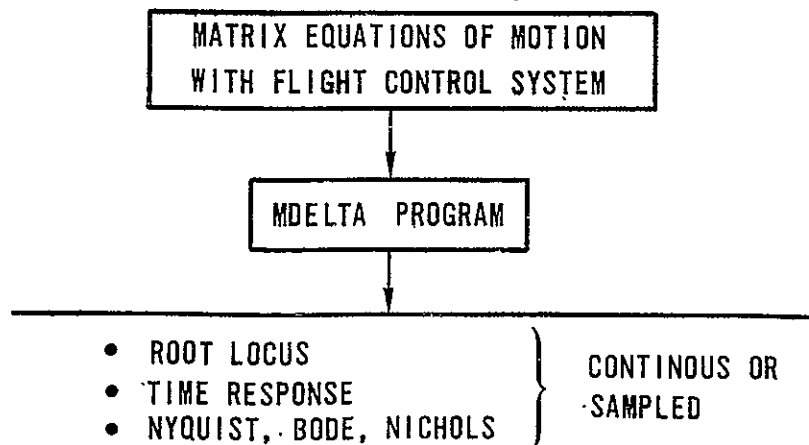 MATRIX EQUATIONS OF MOTION
WITH FLIGHT CONTROL SYSTEM
MDELTA PROGRAM
• ROOT LOCUS
• TIME RESPONSE
• NYQUIST, BODE, NICHOLS
CONTINOUS OR
SAMPLED